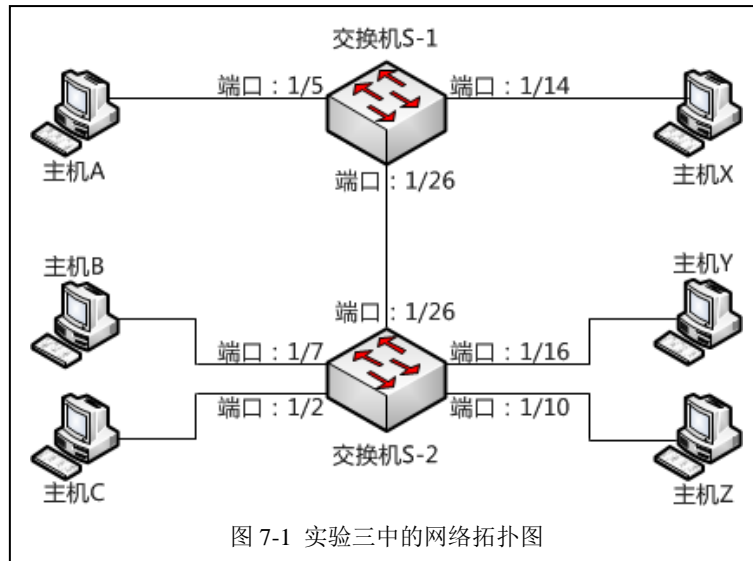 交换机S-1
端口：1/5
端口：1/14
主机A
主机X
端口：1/26
主机B
主机Y
端口：1/26
端口：1/7
端口：1/16
端口：1/2
端口：1/10
交换机S-2
主机C
主机Z
图 7-1 实验三中的网络拓扑图